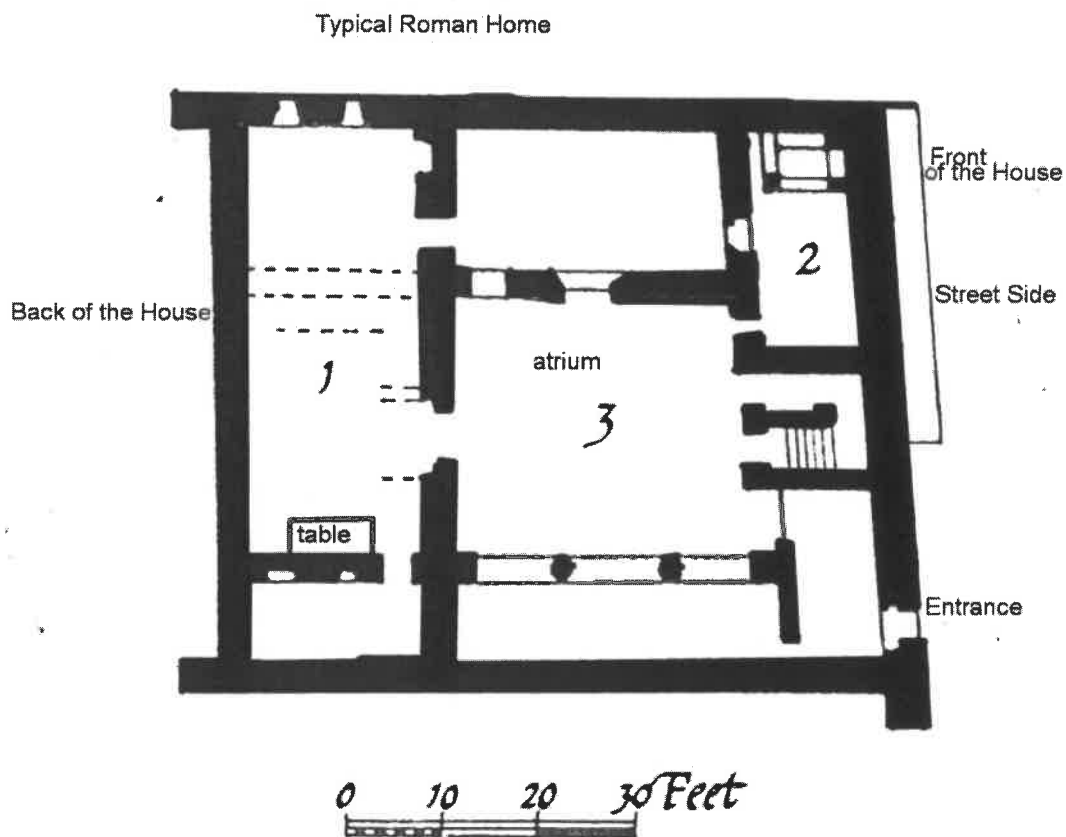 Typical Roman Home
Front
of the House
2
Street Side
Back of the House
atrium
1
3
table
Entrance
0 10 20 30 Feet